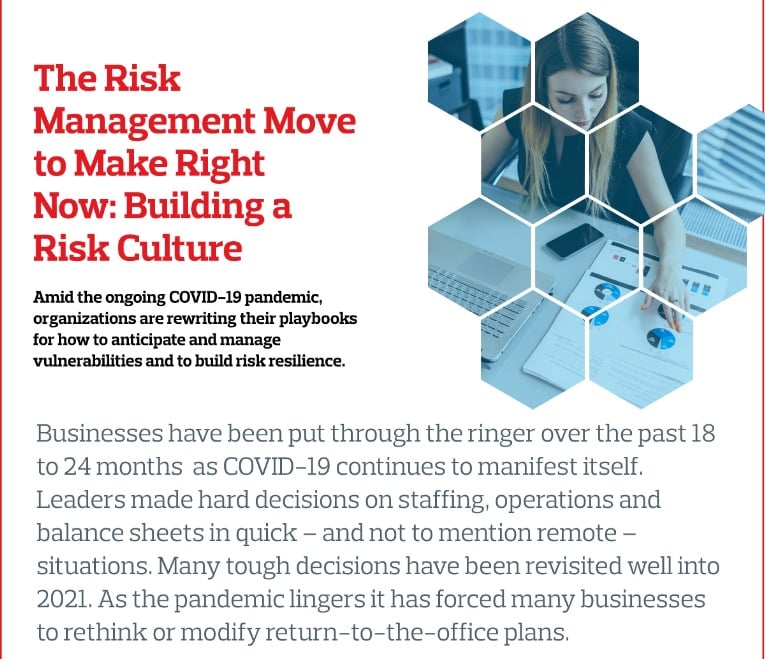 The Risk
Management Move
to Make Right
Now: Building a
Risk Culture
Amid the ongoing COVID-19 pandemic,
organizations are rewriting their playbooks
for how to anticipate and manage
vulnerabilities and to build risk resilience.
Businesses have been put through the ringer over the past 18
to 24 months as COVID-19 continues to manifest itself.
Leaders made hard decisions on staffing, operations and
balance sheets in quick – and not to mention remote –
situations. Many tough decisions have been revisited well into
2021. As the pandemic lingers it has forced many businesses
to rethink or modify return-to-the-office plans.